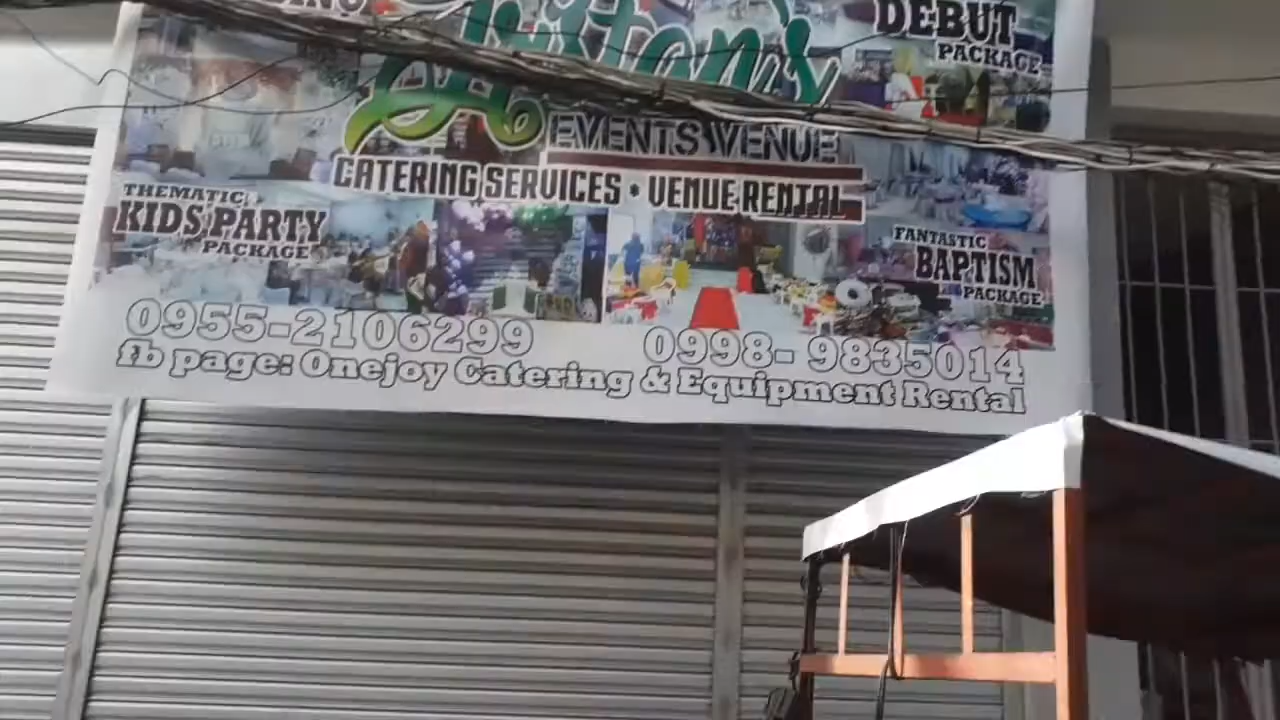 DEBUT
PACKAGE
EVENTS VENUE
CATERING SERVICES * VENUE RENTAL
THEMATIC
KIDS PARTY
PACKAGE
FANTASTIC
BAPTISM
PACKAGE
0955-2106299
0998- 9835014
fb page: Onejoy Catering & Equipment Rental